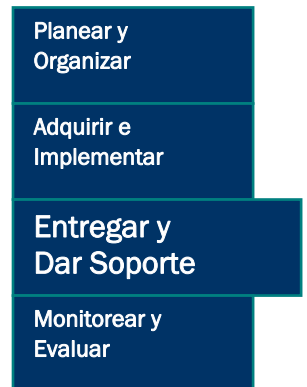 Planear y
Organizar
Adquirir e
Implementar
Entregar y
Dar Soporte
Monitorear y
Evaluar